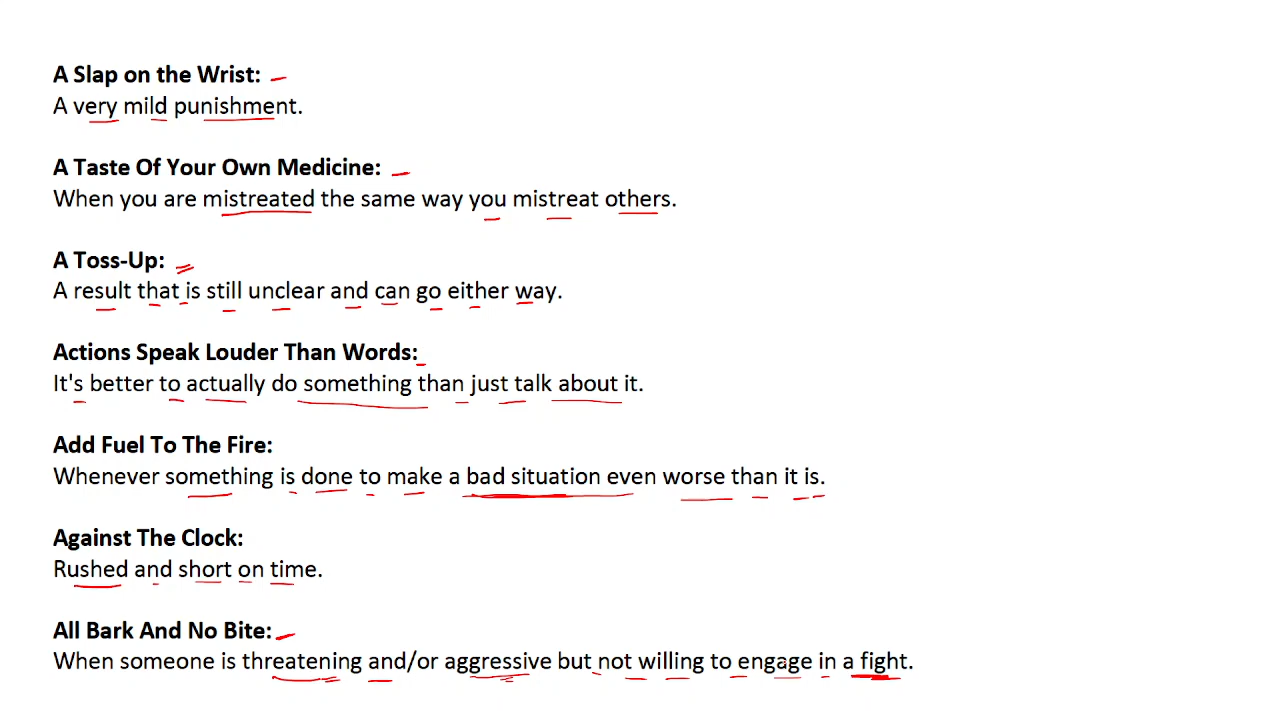 A Slap on the Wrist:
A very mild punishment.
A Taste Of Your Own Medicine:
When you are mistreated the same way you mistreat others.
A Toss-Up:
A result that is still unclear and can go either way.
Actions Speak Louder Than Words:
It's better to actually do something than just talk about it.
Add Fuel To The Fire:
Whenever something is done to make a bad situation even worse than it is.
Against The Clock:
Rushed and short on time.
All Bark And No Bite:
When someone is threatening and/or aggressive but not willing to engage in a fight.